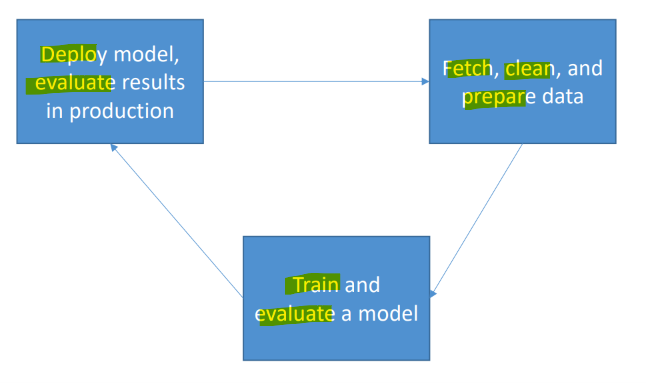 Deploy model,
evaluate results
in production
Fetch, clean, and
prepare data
Train and
evaluate a model